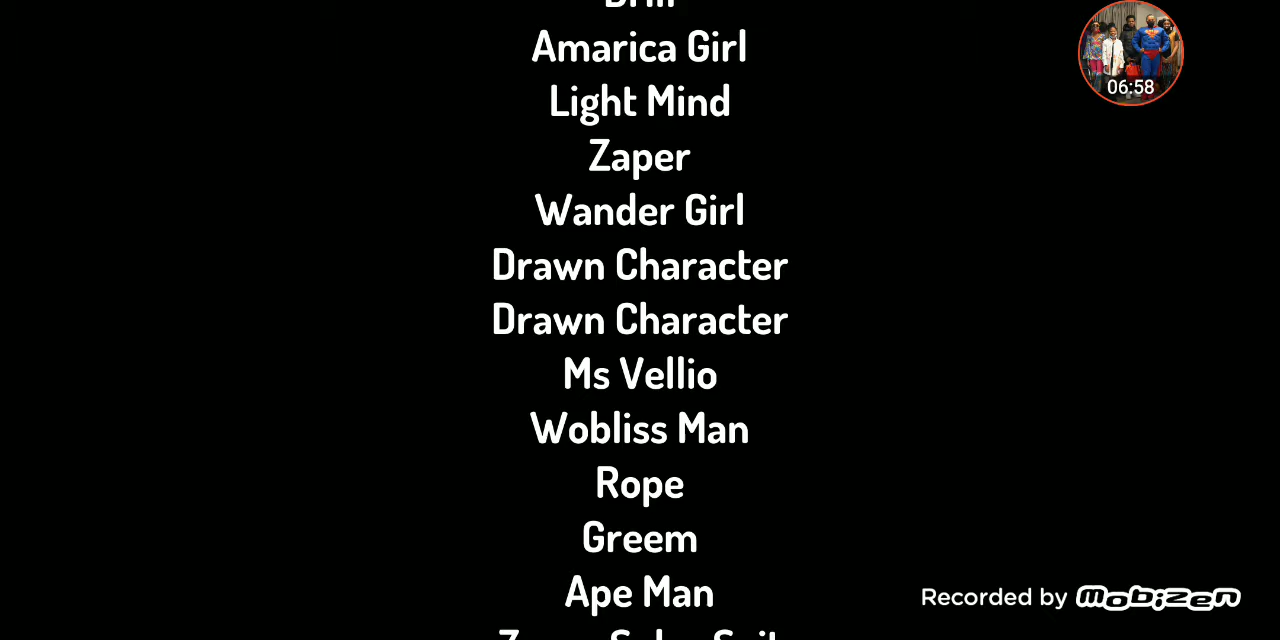 Amarica Girl
Light Mind
Zaper
Wander Girl
Drawn Character
Drawn Character
Ms Vellio
Wobliss Man
Rope
Greem
Ape Man
06:58
Recorded by mobizen